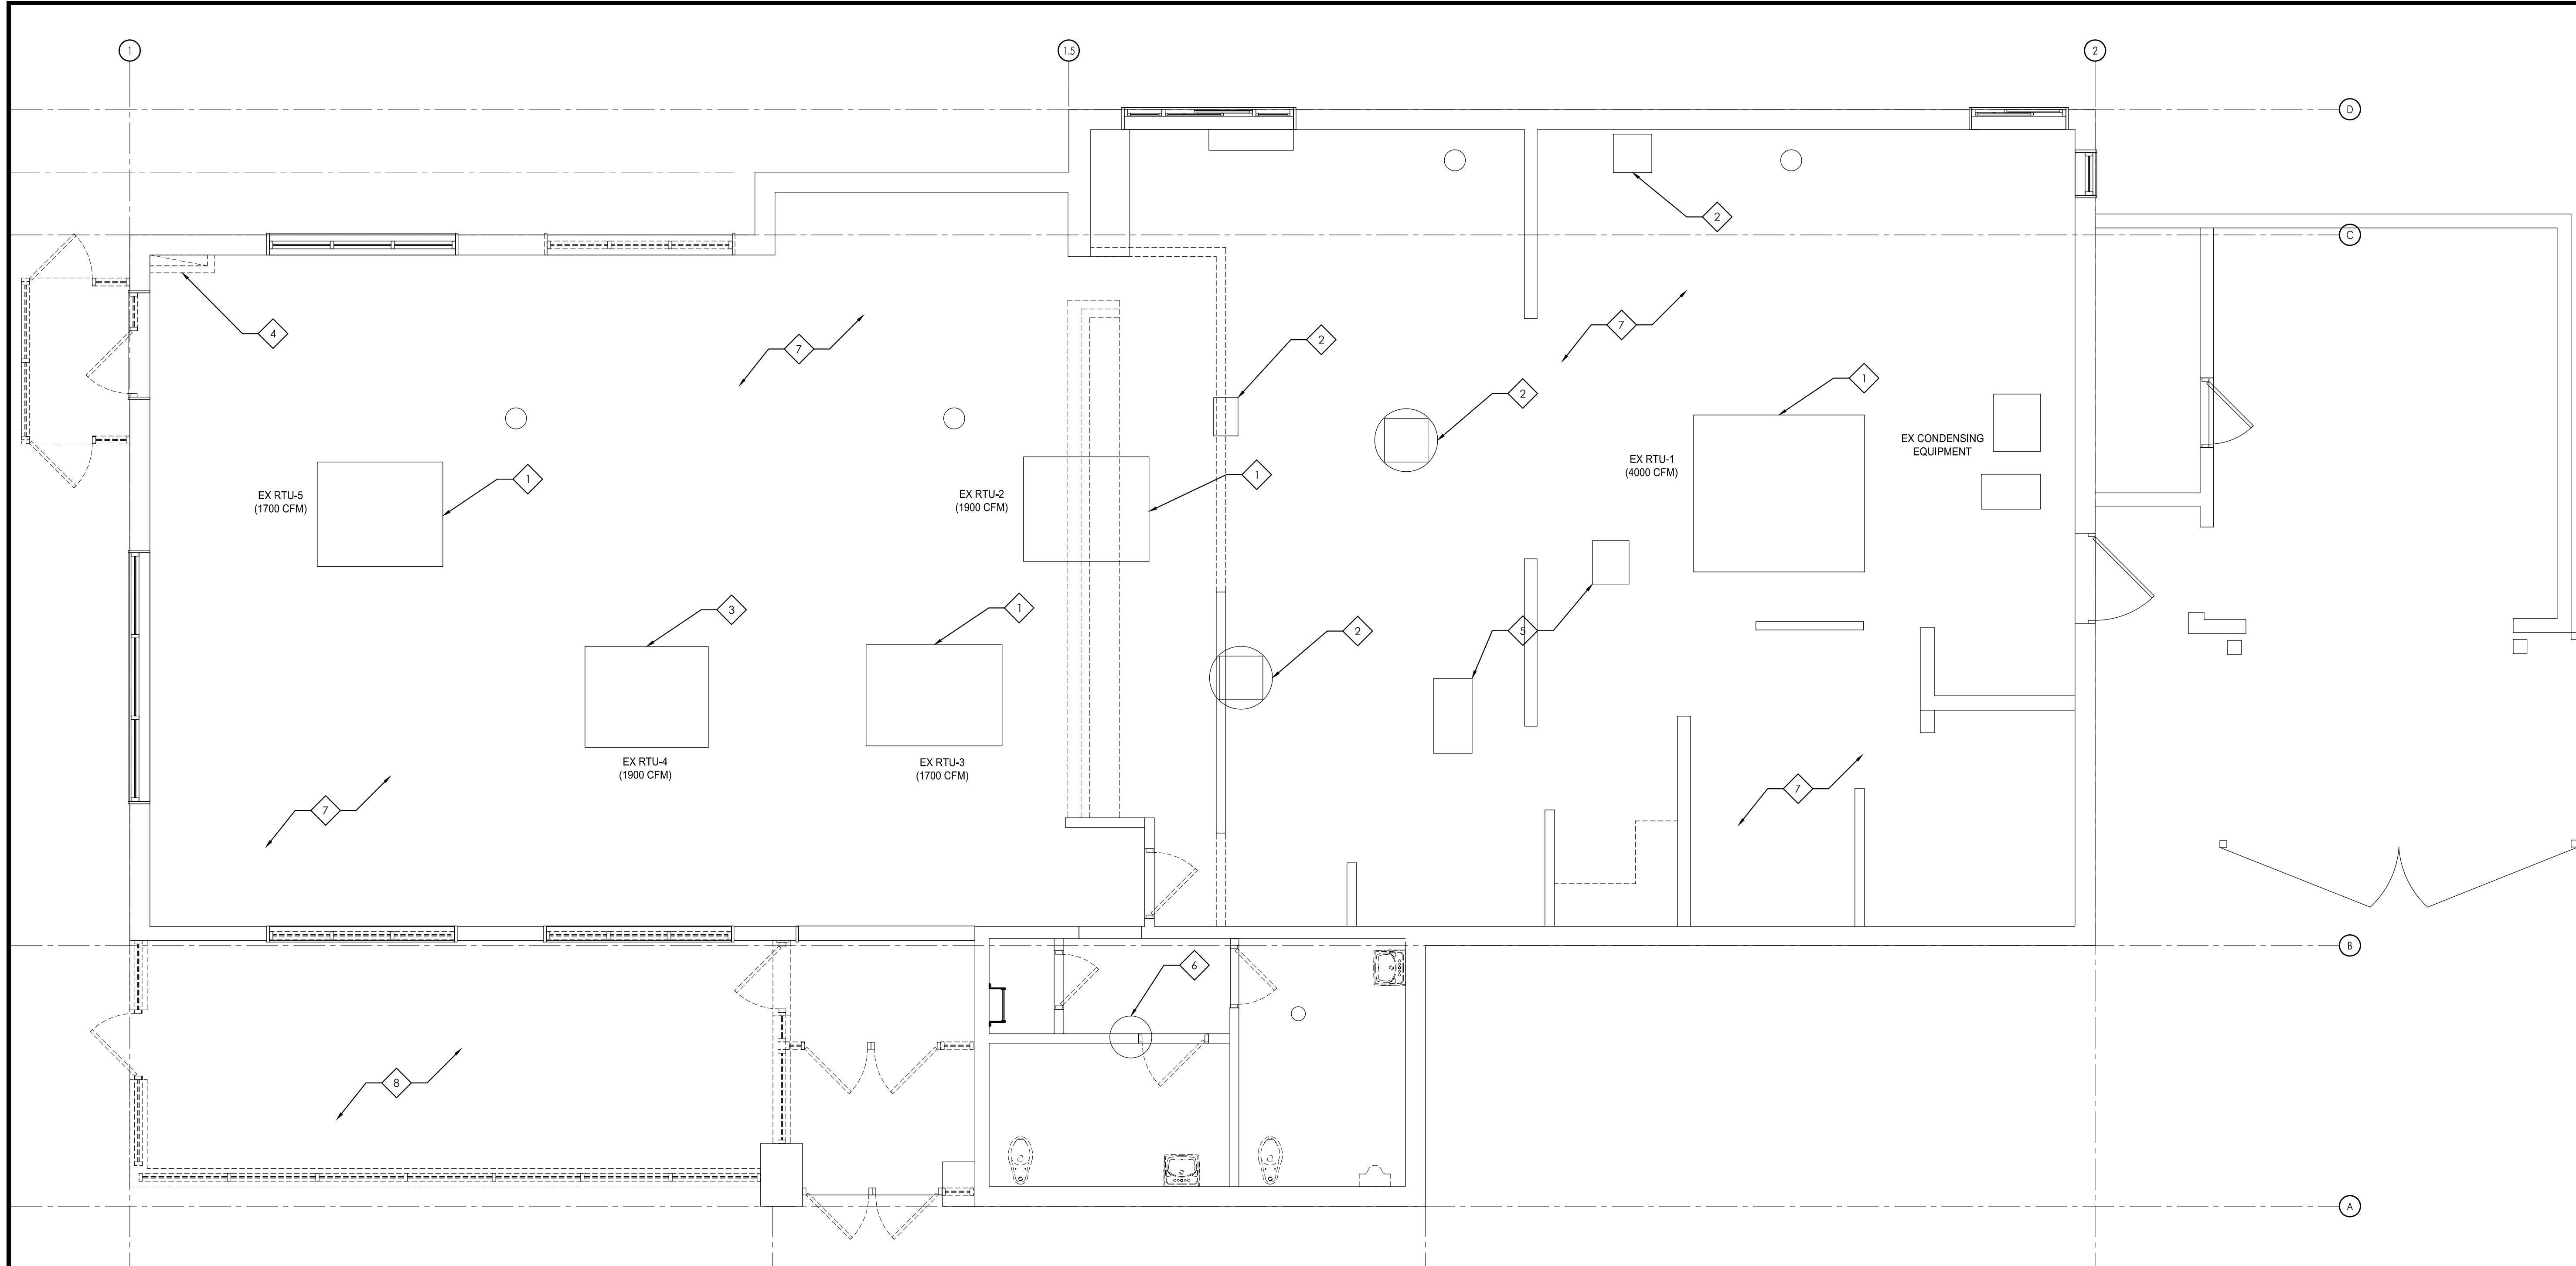 1
1.5
2
D
2
C
4
7
2
7
2
1
EX CONDENSING
EQUIPMENT
EX RTU-1
(4000 CFM)
1
EX RTU-5
(1700 CFM)
EX RTU-2
(1900 CFM)
1
3
1
2
5
EX RTU-4
(1900 CFM)
EX RTU-3
(1700 CFM)
7
7
B
6
8
A